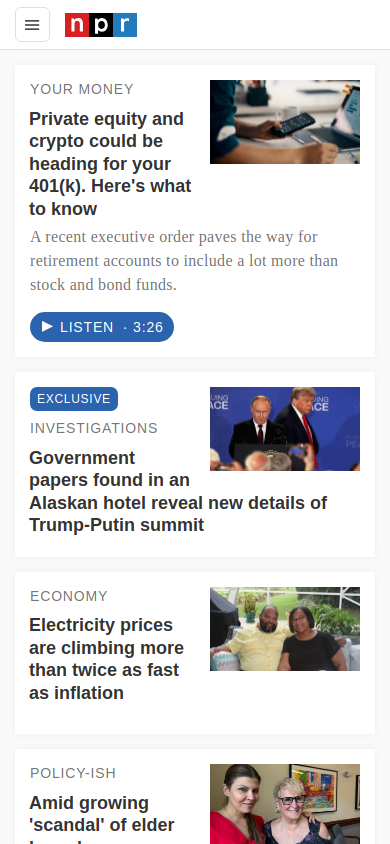 npr
YOUR MONEY
Private equity and
crypto could be
heading for your
401(k). Here's what
to know
A recent executive order paves the way for
retirement accounts to include a lot more than
stock and bond funds.
LISTEN · 3:26
EXCLUSIVE
INVESTIGATIONS
Government
papers found in an
Alaskan hotel reveal new details of
Trump-Putin summit
ECONOMY
Electricity prices
are climbing more
than twice as fast
as inflation
POLICY-ISH
Amid growing
'scandal' of elder